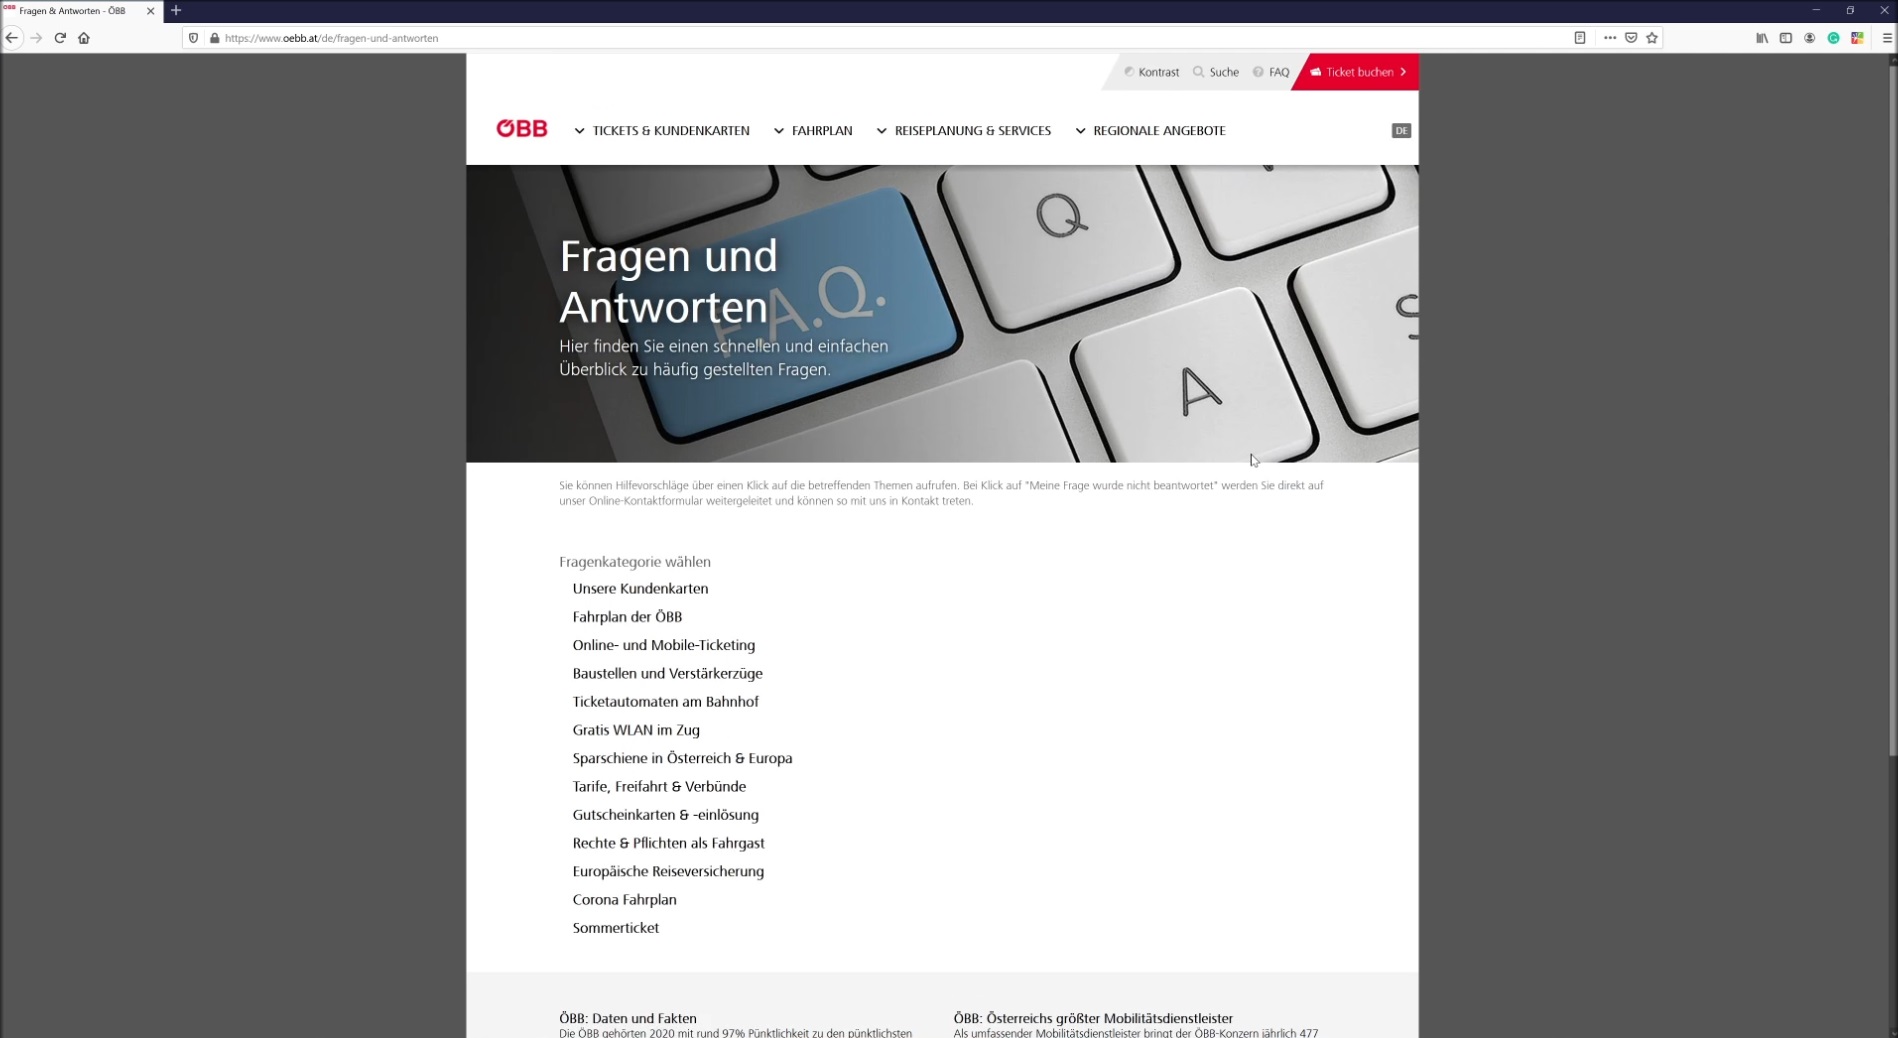 Fragen & Antworten - ÖBB
https://www.oebb.at/de/fragen-und-antworten
Kontrast Suche FAQ Ticket buchen
ÖBB TICKETS & KUNDENKARTEN FAHRPLAN REISEPLANUNG & SERVICES REGIONALE ANGEBOTE DE
Q
Fragen und
Antworten
F.A.Q.
A
S
Hier finden Sie einen schnellen und einfachen
Überblick zu häufig gestellten Fragen.
Sie können Hilfevorschläge über einen Klick auf die betreffenden Themen aufrufen. Bei Klick auf "Meine Frage wurde nicht beantwortet" werden Sie direkt auf
unser Online-Kontaktformular weitergeleitet und können so mit uns in Kontakt treten.
Fragenkategorie wählen
Unsere Kundenkarten
Fahrplan der ÖBB
Online- und Mobile-Ticketing
Baustellen und Verstärkerzüge
Ticketautomaten am Bahnhof
Gratis WLAN im Zug
Sparschiene in Österreich & Europa
Tarife, Freifahrt & Verbünde
Gutscheinkarten & -einlösung
Rechte & Pflichten als Fahrgast
Europäische Reiseversicherung
Corona Fahrplan
Sommerticket
ÖBB: Daten und Fakten
Die ÖBB gehörten 2020 mit rund 97% Pünktlichkeit zu den pünktlichsten
ÖBB: Österreichs größter Mobilitätsdienstleister
Als umfassender Mobilitätsdienstleister bringt der ÖBB-Konzern jährlich 477